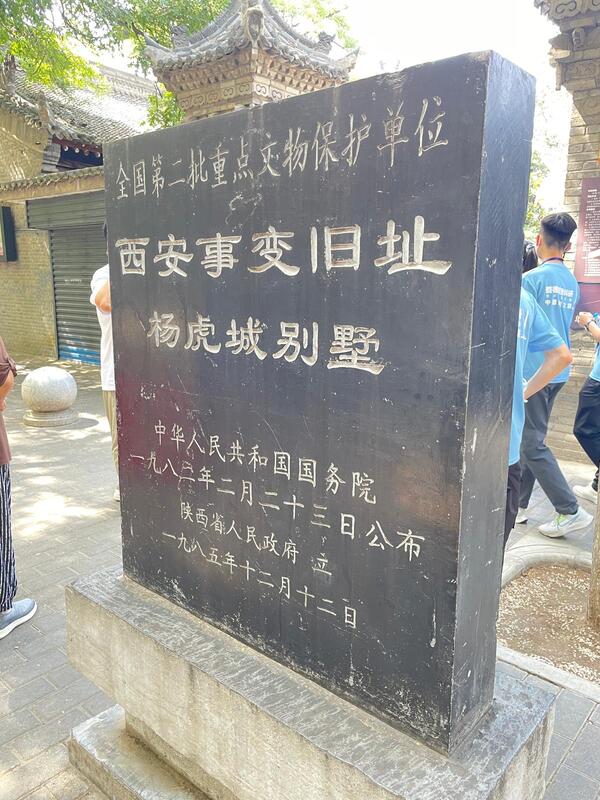 全国第二批重点文物保护单位
西安事变旧址
杨虎城别墅
中华人民共和国国务院
一九八二年二月二十三日公布
陕西省人民政府 立
一九八五年十二月十二日